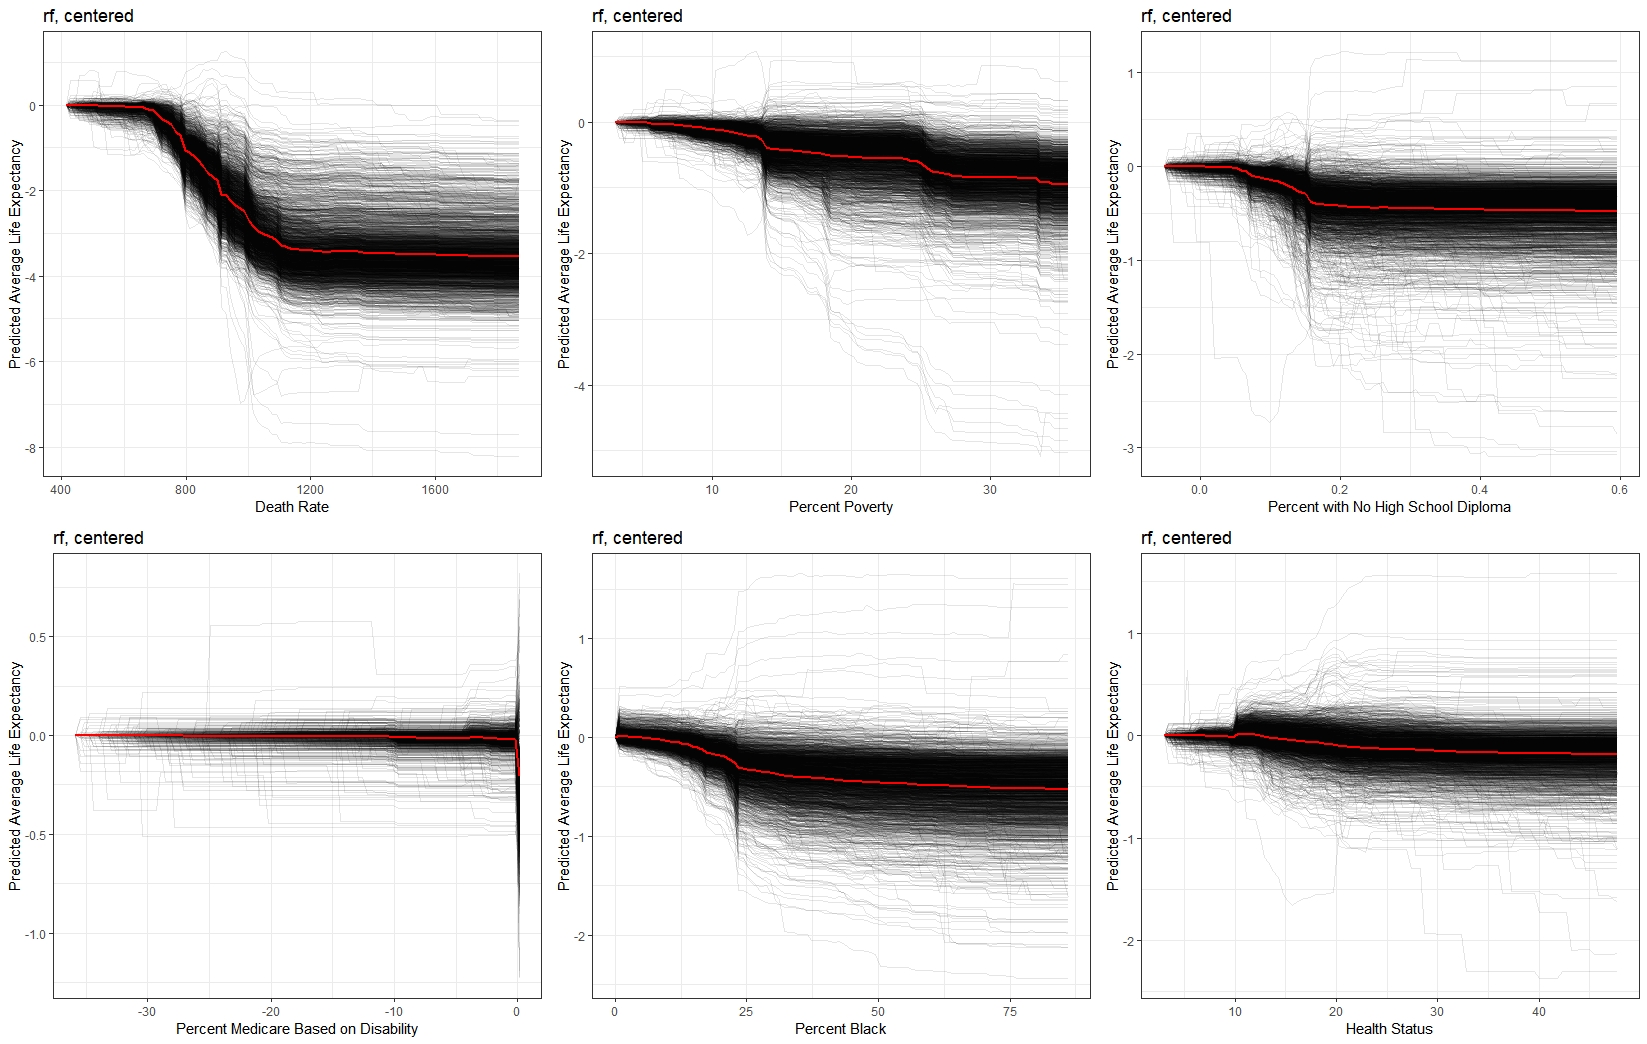 rf, centered
Predicted Average Life Expectancy
0
-2
-4
-6
-8
400 800 1200 1600
Death Rate
rf, centered
Predicted Average Life Expectancy
0
-2
-4
10 20 30
Percent Poverty
rf, centered
Predicted Average Life Expectancy
1
0
-1
-2
-3
0.0 0.2 0.4 0.6
Percent with No High School Diploma
rf, centered
Predicted Average Life Expectancy
0.5
0.0
-0.5
-1.0
-30 -20 -10 0
Percent Medicare Based on Disability
rf, centered
Predicted Average Life Expectancy
1
0
-1
-2
0 25 50 75
Percent Black
rf, centered
Predicted Average Life Expectancy
1
0
-1
-2
10 20 30 40
Health Status